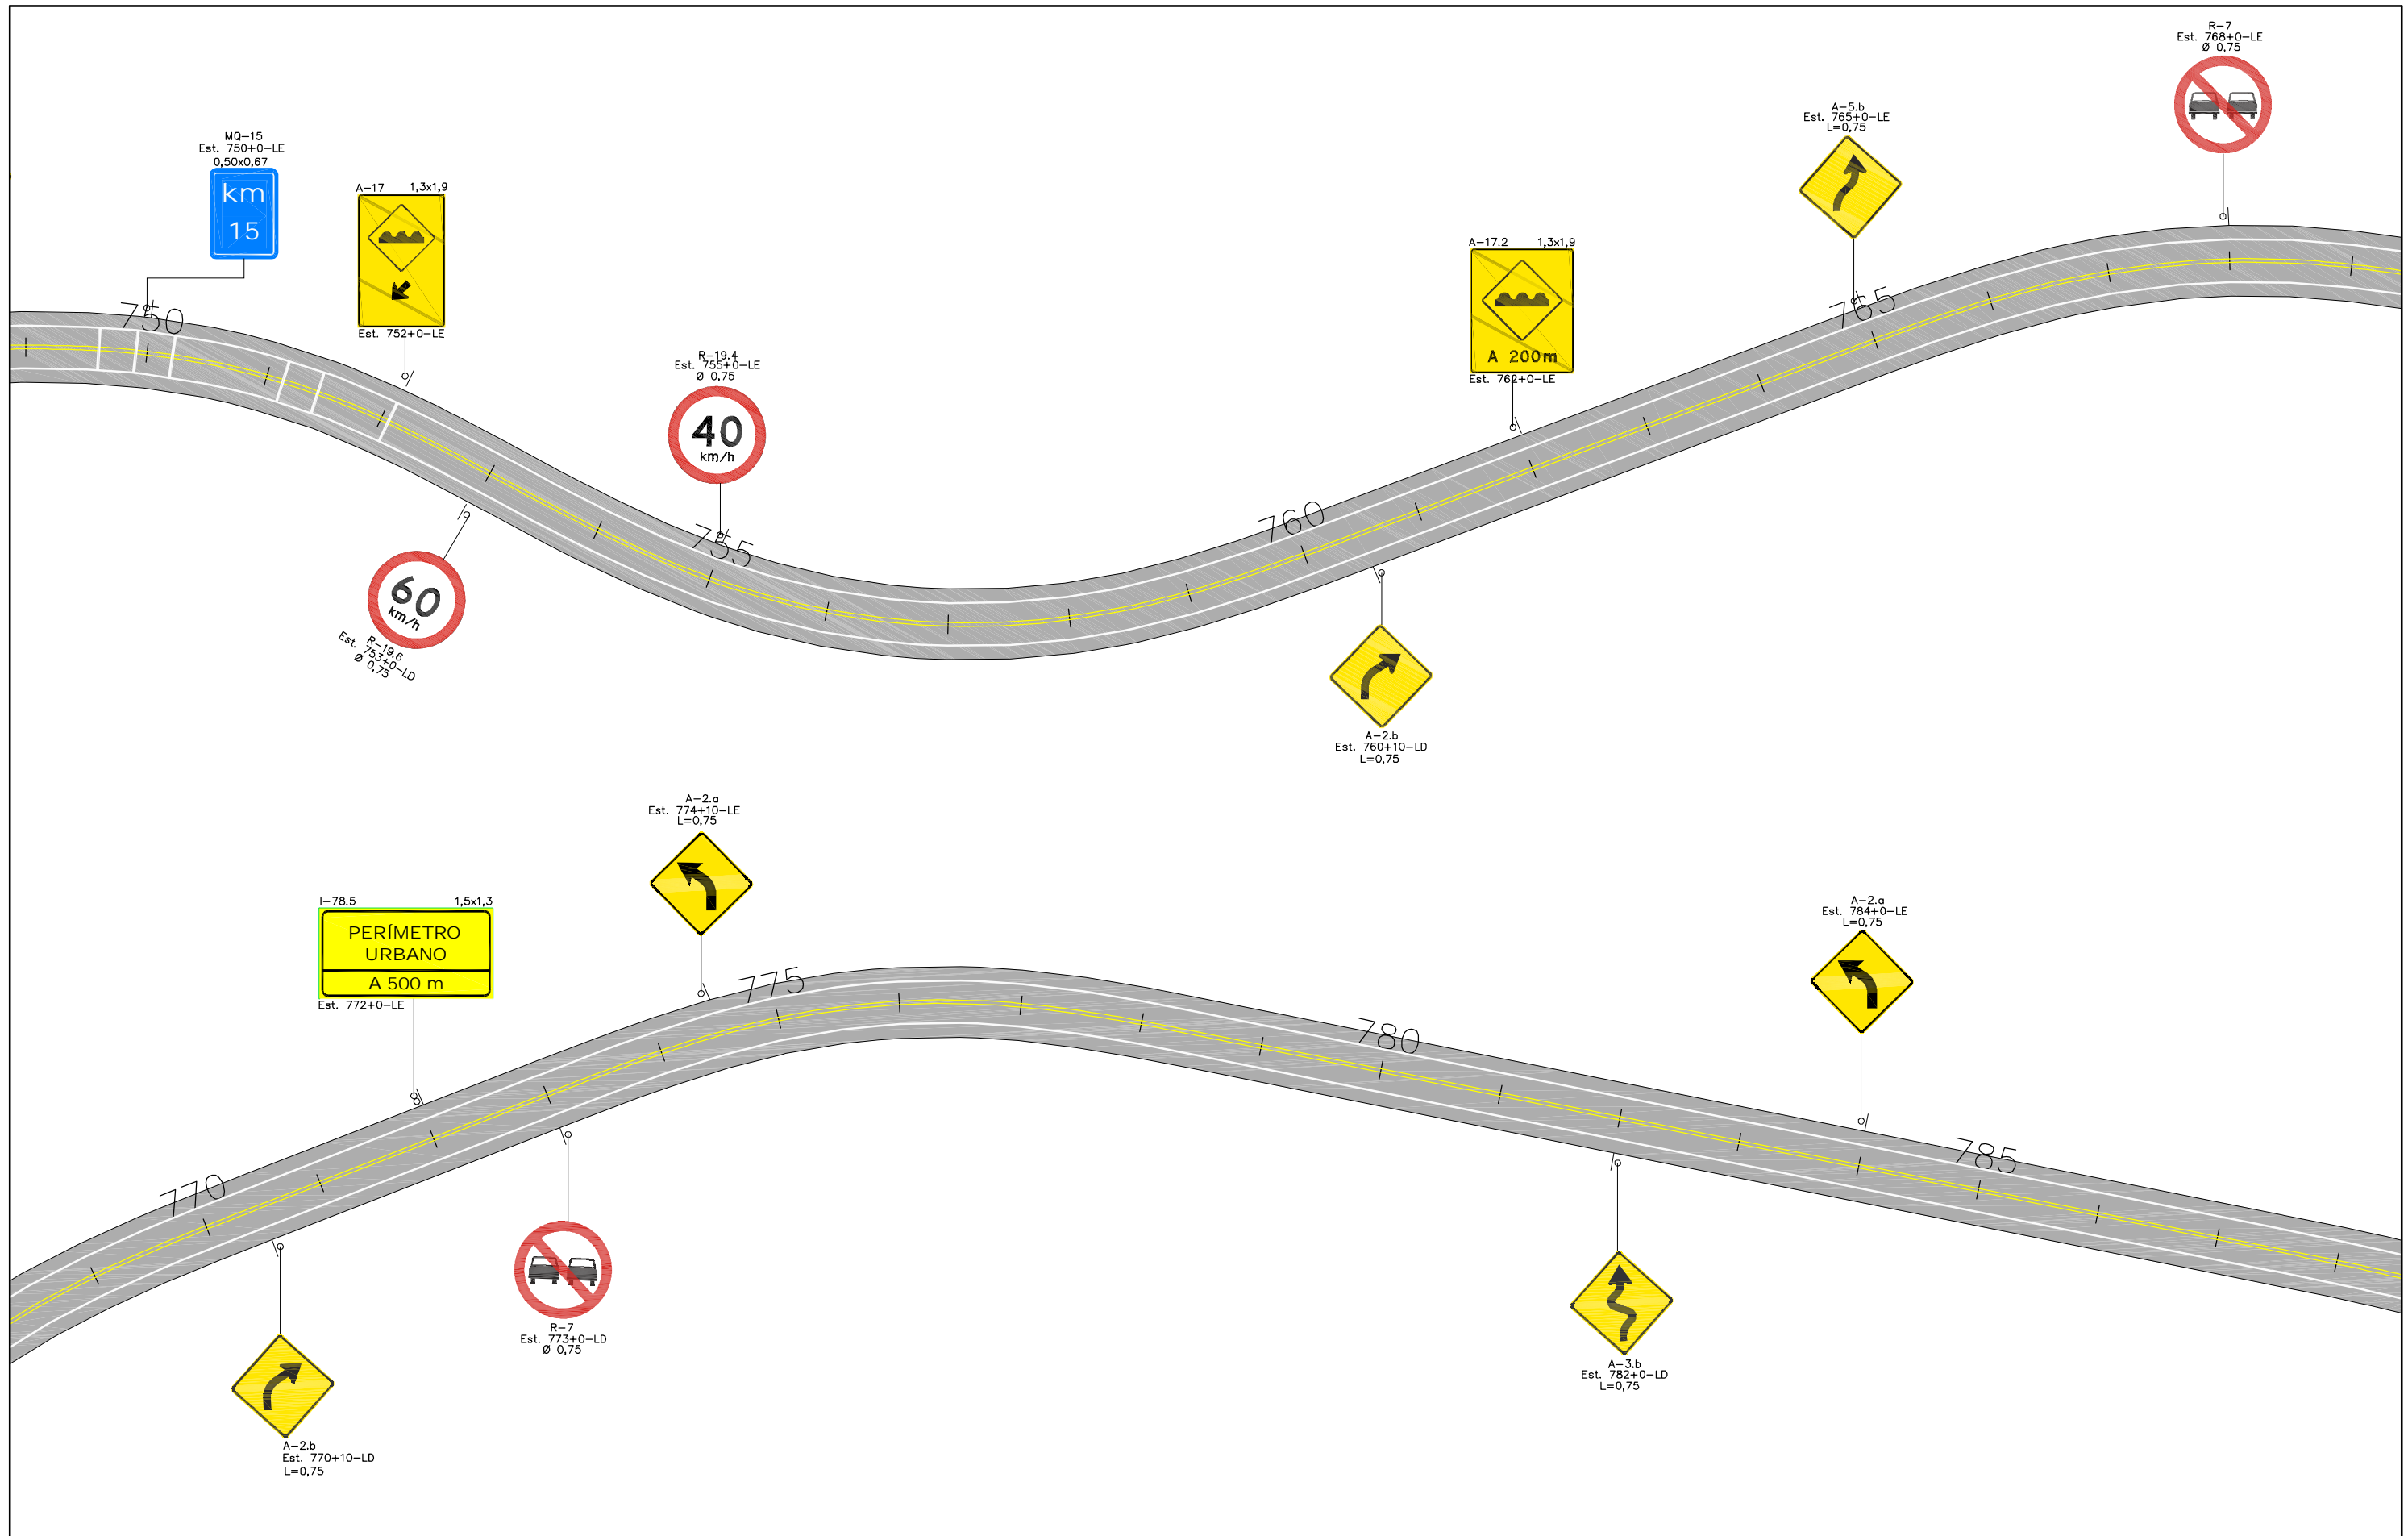 R-7
Est. 768+0-LE
Ø 0,75
A-5.b
Est. 765+0-LE
L=0,75
MQ-15
Est. 750+0-LE
0,50x0,67
km
15
A-17 1,3x1,9
Est. 752+0-LE
A-17.2 1,3x1,9
A 200m
Est. 762+0-LE
R-19.4
Est. 755+0-LE
Ø 0,75
40
km/h
750
755
760
765
60
km/h
R-19.6
Est. 753+0-LD
Ø 0,75
A-2.b
Est. 760+10-LD
L=0,75
A-2.a
Est. 774+10-LE
L=0,75
I-78.5 1,5x1,3
PERÍMETRO
URBANO
A 500 m
Est. 772+0-LE
A-2.a
Est. 784+0-LE
L=0,75
770
775
780
785
R-7
Est. 773+0-LD
Ø 0,75
A-3.b
Est. 782+0-LD
L=0,75
A-2.b
Est. 770+10-LD
L=0,75